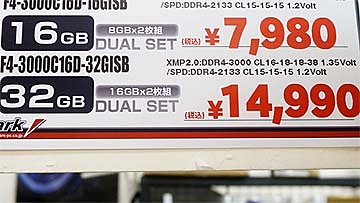 F4-3000C16D-16GISB
/SPD:DDR4-2133 CL15-15-15 1.2Volt
16GB 8GB×2枚組 DUAL SET (税込) ¥7,980
F4-3000C16D-32GISB
XMP2.0:DDR4-3000 CL16-18-18-38 1.35Volt
/SPD:DDR4-2133 CL15-15-15 1.2Volt
32GB 16GB×2枚組 DUAL SET (税込) ¥14,990
ark